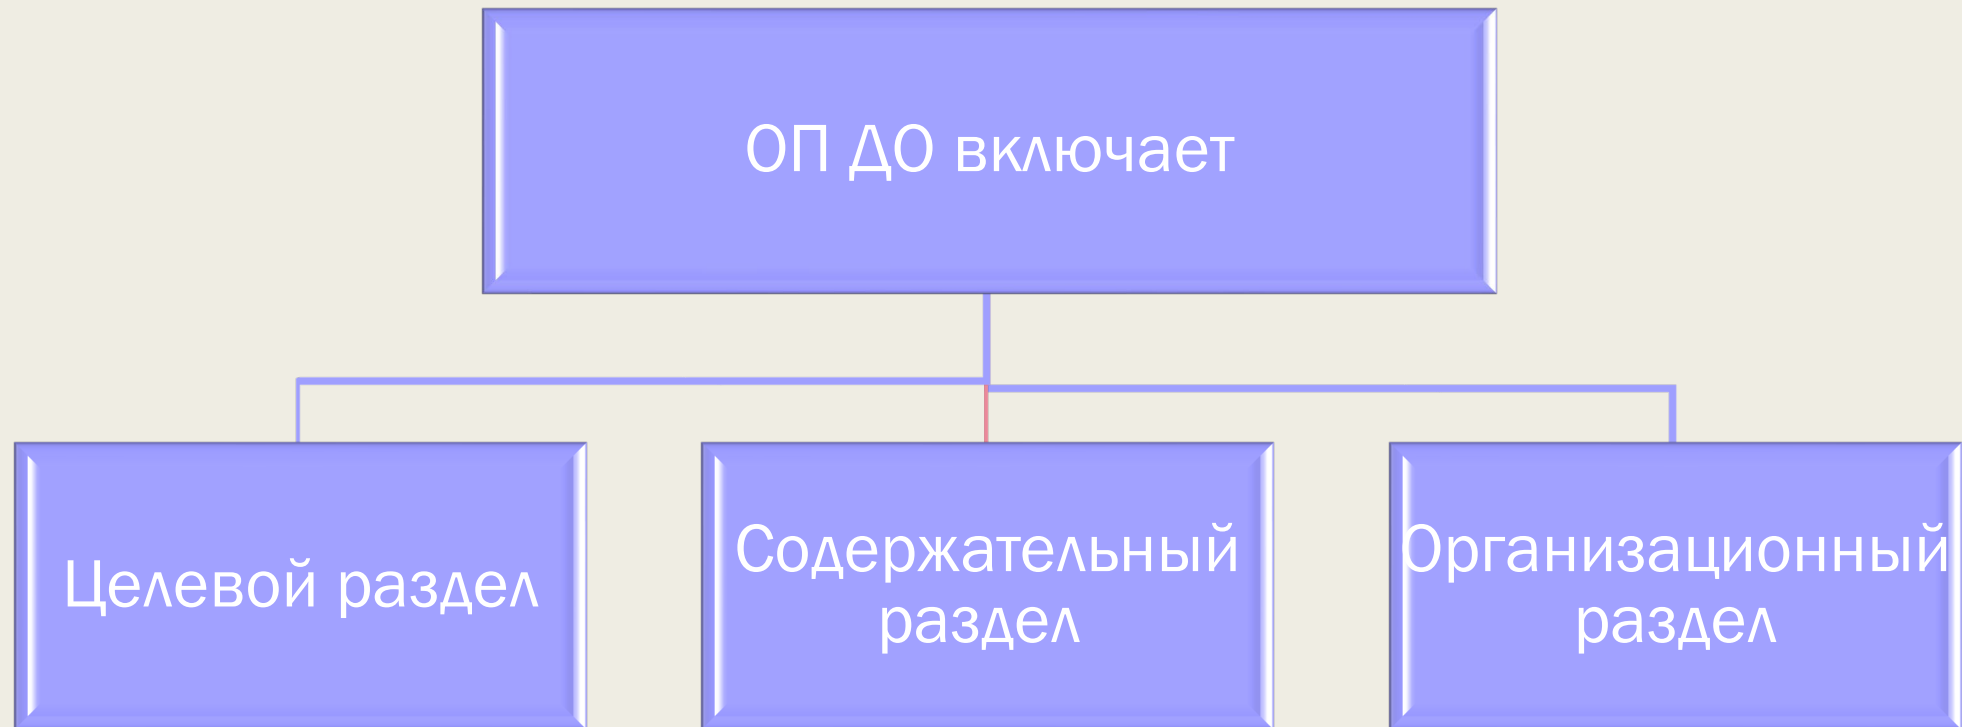 ОП ДО включает
Целевой раздел
Содержательный
раздел
Организационный
раздел